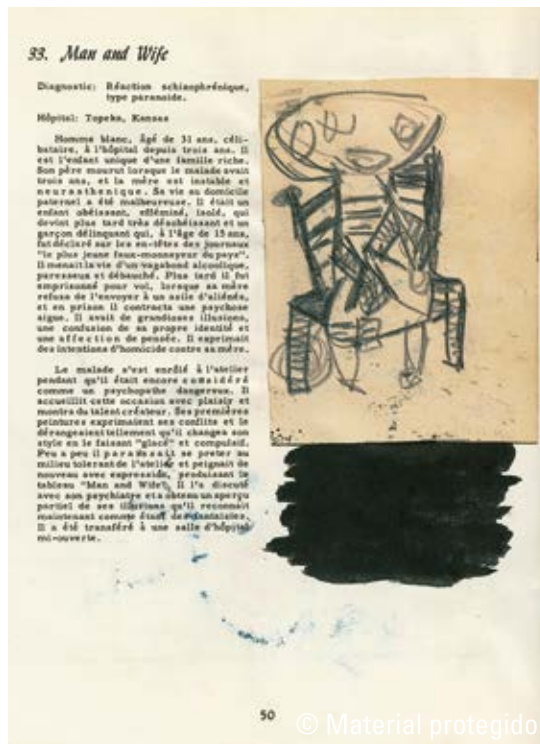 33. Man and Wife
Diagnostic: Réaction schizophrénique,
type paranoïde.
Hôpital: Topeka, Kansas
Homme blanc, âgé de 31 ans, céli-
bataire, à l'hôpital depuis trois ans. Il
est l'enfant unique d'une famille riche.
Son père mourut lorsque le malade avait
trois ans, et la mère est instable et
neurasthenique. Sa vie au domicile
paternel a été malheureuse. Il était un
enfant obéissant, efféminé, isolé, qui
devint plus tard très désobéissant et un
garçon délinquant qui, à l'âge de 15 ans,
fut déclaré sur les en-têtes des journaux
"le plus jeune faux-monnayeur du pays".
Il menait la vie d'un vagabond alcoolique,
paresseux et débauché. Plus tard il fut
emprisonné pour vol, lorsque sa mère
refusa de l'envoyer à un asile d'aliénés,
et en prison il contracta une psychose
aigue. Il avait de grandioses illusions,
une confusion de sa propre identité et
une affection de pensée. Il exprimait
des intentions d'homicide contre sa mère.
Le malade s'est enrôlé à l'atelier
pendant qu'il était encore considéré
comme un psychopathe dangereux. Il
accueillit cette occasion avec plaisir et
montra du talent créateur. Ses premières
peintures exprimaient ses conflits et le
dérangeaient tellement qu'il changea son
style en le faisant "glacé" et compulsif.
Peu a peu il paraissait se preter au
milieu tolerant de l'atelier et peignait de
nouveau avec expression, produisant le
tableau "Man and Wife". Il l'a discuté
avec son psychiatre et a obtenu un aperçu
partiel de ses illusions qu'il reconnait
maintenant comme étant des fantaisies.
Il a été transféré à une salle d'hôpital
mi-ouverte.
50
© Material protegido